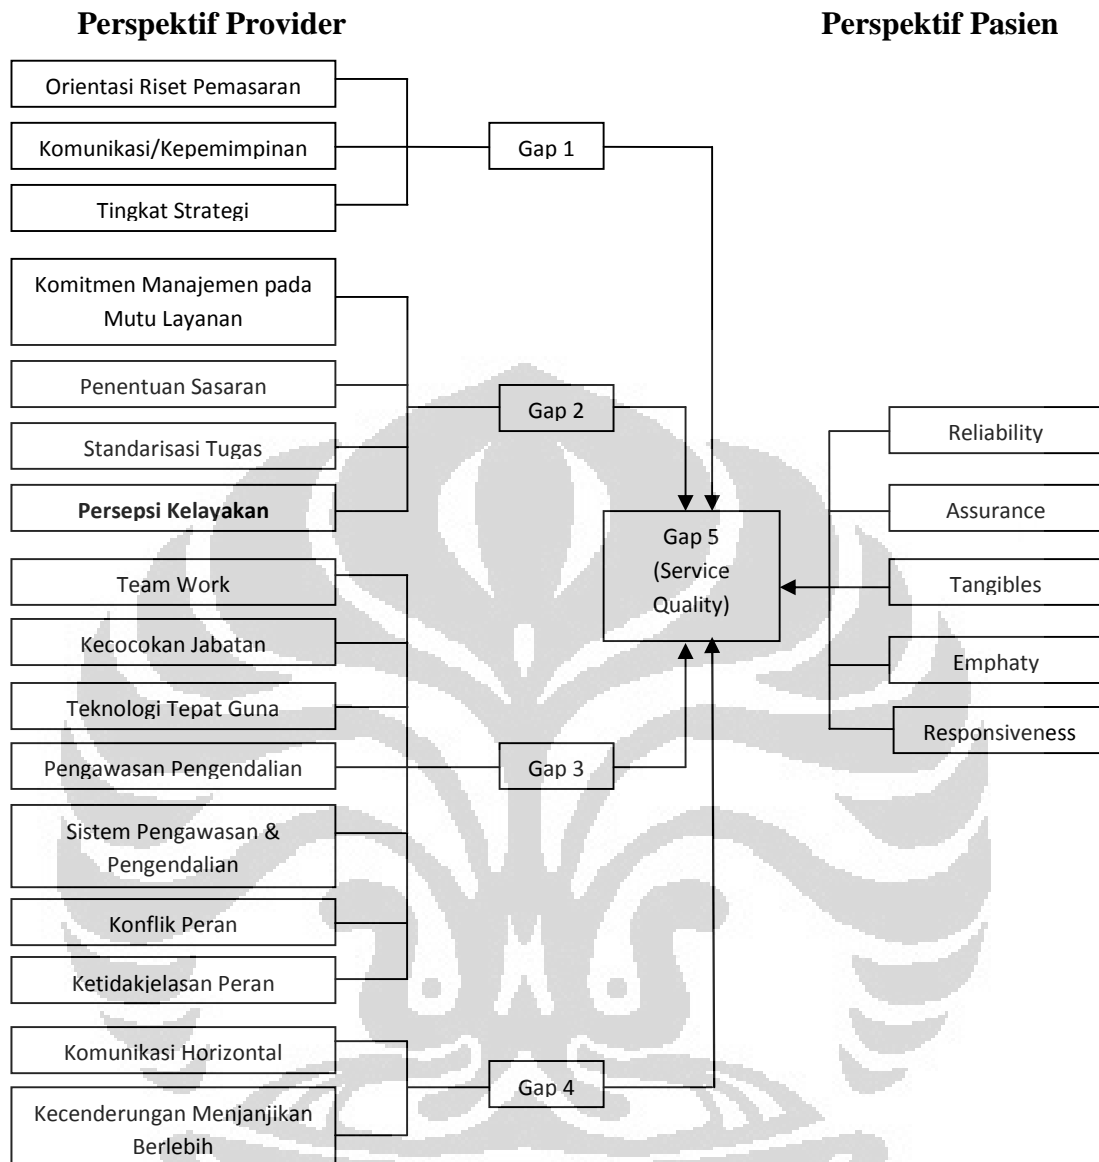 Perspektif Provider
Perspektif Pasien
Orientasi Riset Pemasaran
Komunikasi/Kepemimpinan
Tingkat Strategi
Gap 1
Komitmen Manajemen pada
Mutu Layanan
Penentuan Sasaran
Standarisasi Tugas
Persepsi Kelayakan
Gap 2
Team Work
Kecocokan Jabatan
Teknologi Tepat Guna
Pengawasan Pengendalian
Sistem Pengawasan &
Pengendalian
Konflik Peran
Ketidakjelasan Peran
Gap 3
Komunikasi Horizontal
Kecenderungan Menjanjikan
Berlebih
Gap 4
Gap 5
(Service
Quality)
Reliability
Assurance
Tangibles
Emphaty
Responsiveness